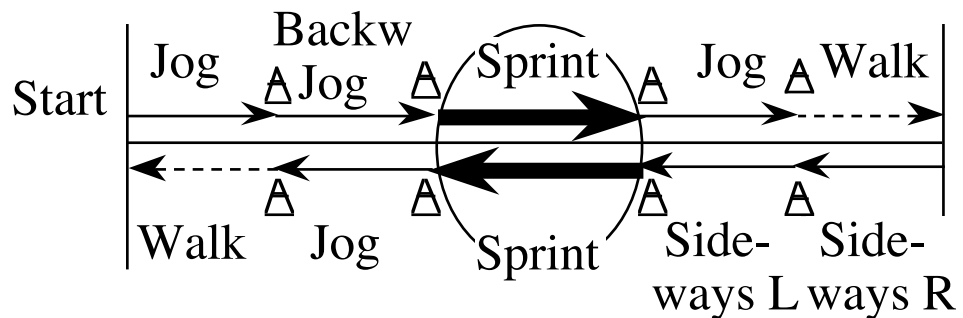 Backw
Jog Jog Sprint Jog Walk
Start
Walk Jog Sprint Side- Side-
ways L ways R